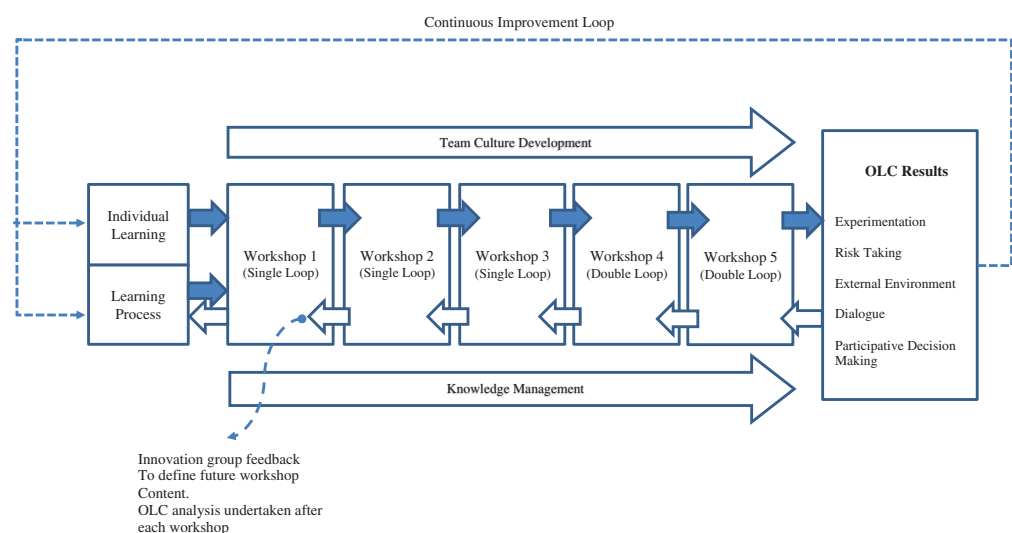 Continuous Improvement Loop
Team Culture Development
Individual
Learning
Learning
Process
Workshop 1
(Single Loop)
Workshop 2
(Single Loop)
Workshop 3
(Single Loop)
Workshop 4
(Double Loop)
Workshop 5
(Double Loop)
OLC Results
Experimentation
Risk Taking
External Environment
Dialogue
Participative Decision
Making
Knowledge Management
Innovation group feedback
To define future workshop
Content.
OLC analysis undertaken after
each workshop